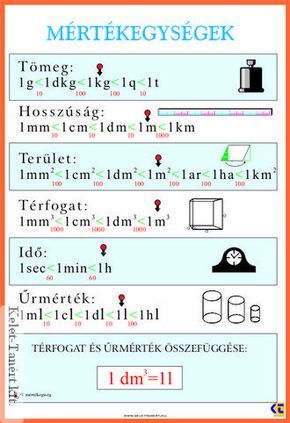 MÉRTÉKEGYSÉGEK
Tömeg:
1g<1dkg<1kg<1q<1t
10 100 100 10
Hosszúság:
1mm<1cm<1dm<1m<1km
10 10 10 1000
Terület:
1mm²<1cm²<1dm²<1m²<1ar<1ha<1km²
100 100 100 100 100 100
Térfogat:
1mm³<1cm³<1dm³<1m³
1000 1000 1000
Idő:
1sec<1min<1h
60 60
Űrmérték:
1ml<1cl<1dl<1l<1hl
10 10 10 100
TÉRFOGAT ÉS ŰRMÉRTÉK ÖSSZEFÜGGÉSE:
1 dm³=1l
Kelet-Tanért kft.